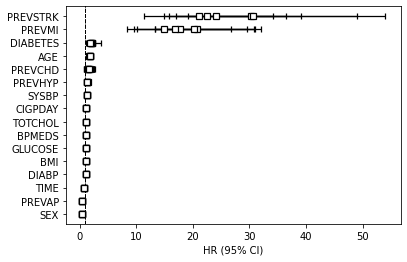 PREVSTRK
PREVMI
DIABETES
AGE
PREVCHD
PREVHYP
SYSBP
CIGPDAY
TOTCHOL
BPMEDS
GLUCOSE
BMI
DIABP
TIME
PREVAP
SEX
0 10 20 30 40 50
HR (95% CI)